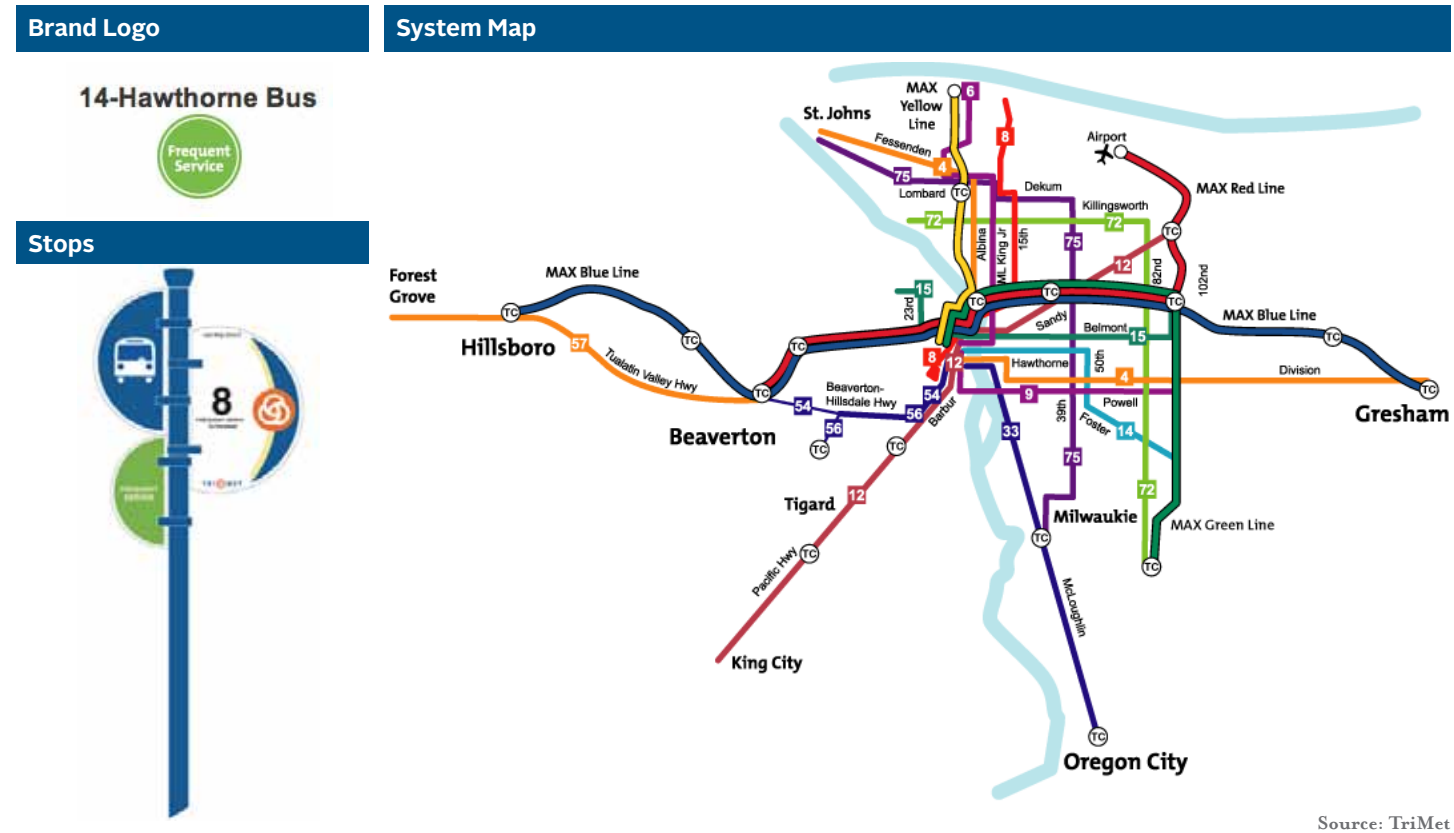 Brand Logo
14-Hawthorne Bus
Frequent
Service
Stops
8
TRIMET
System Map
MAX
Yellow
Line
6
St. Johns
Fessenden
8
4
Airport
75
Lombard
TC
Dekum
MAX Red Line
Killingsworth
72
72
TC
Albina
ML King Jr
15th
75
12
82nd
102nd
Forest
Grove
MAX Blue Line
15
23rd
TC
TC
TC
TC
Sandy
Belmont
15
MAX Blue Line
TC
Hillsboro
57
TC
TC
Tualatin Valley Hwy
8
12
Hawthorne
50th
4
Division
TC
Gresham
TC
Beaverton-
Hillsdale Hwy
54
54
56
56
Barbur
9
Powell
39th
Foster
14
Beaverton
TC
TC
33
75
Tigard
12
72
Milwaukie
MAX Green Line
TC
TC
TC
Pacific Hwy
McLoughlin
King City
TC
Oregon City
Source: TriMet